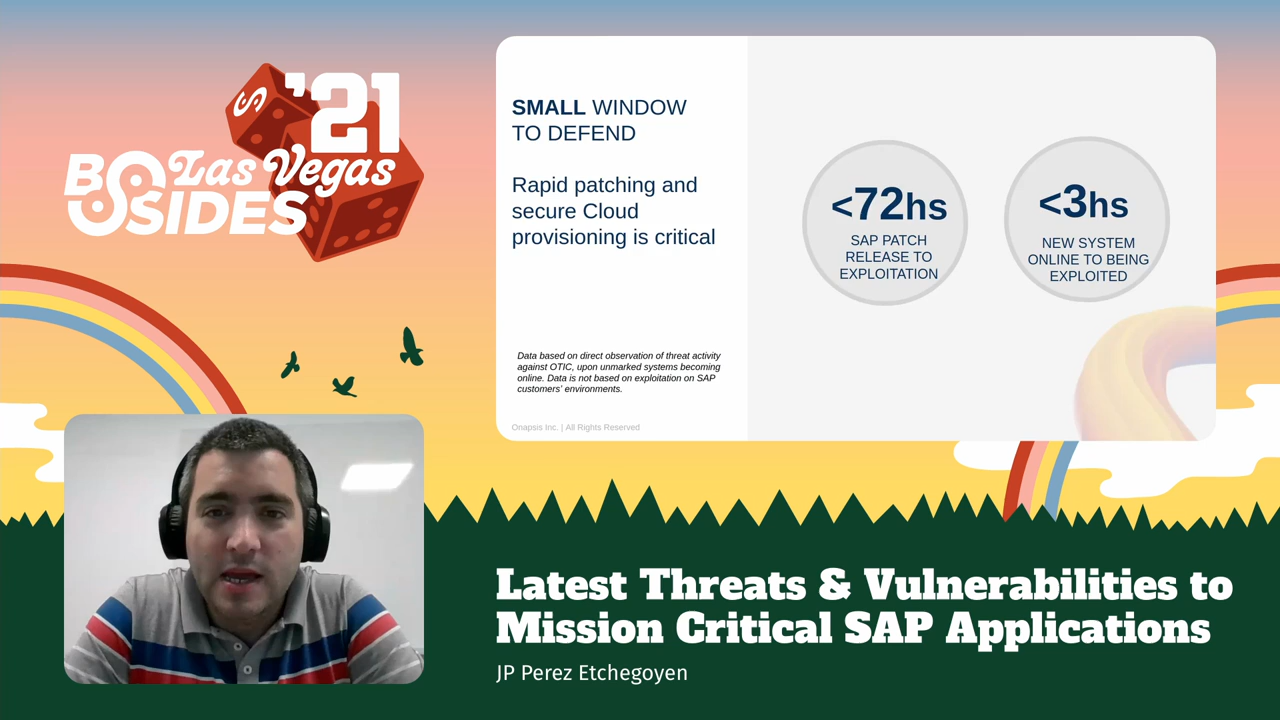 '21
BSIDES
Las Vegas
SMALL WINDOW
TO DEFEND
Rapid patching and
secure Cloud
provisioning is critical
Data based on direct observation of threat activity
against OTIC, upon unmarked systems becoming
online. Data is not based on exploitation on SAP
customers' environments.
Onapsis Inc. | All Rights Reserved
<72hs
SAP PATCH
RELEASE TO
EXPLOITATION
<3hs
NEW SYSTEM
ONLINE TO BEING
EXPLOITED
Latest Threats & Vulnerabilities to
Mission Critical SAP Applications
JP Perez Etchegoyen